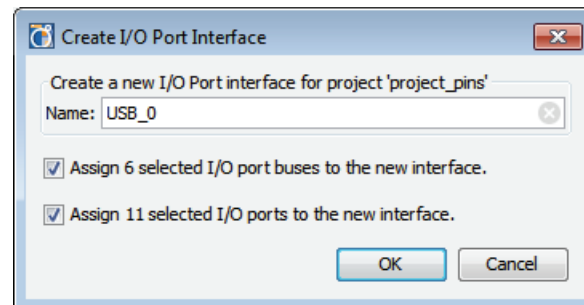 Create I/O Port Interface
Create a new I/O Port interface for project 'project_pins'
Name: USB_0
Assign 6 selected I/O port buses to the new interface.
Assign 11 selected I/O ports to the new interface.
OK Cancel